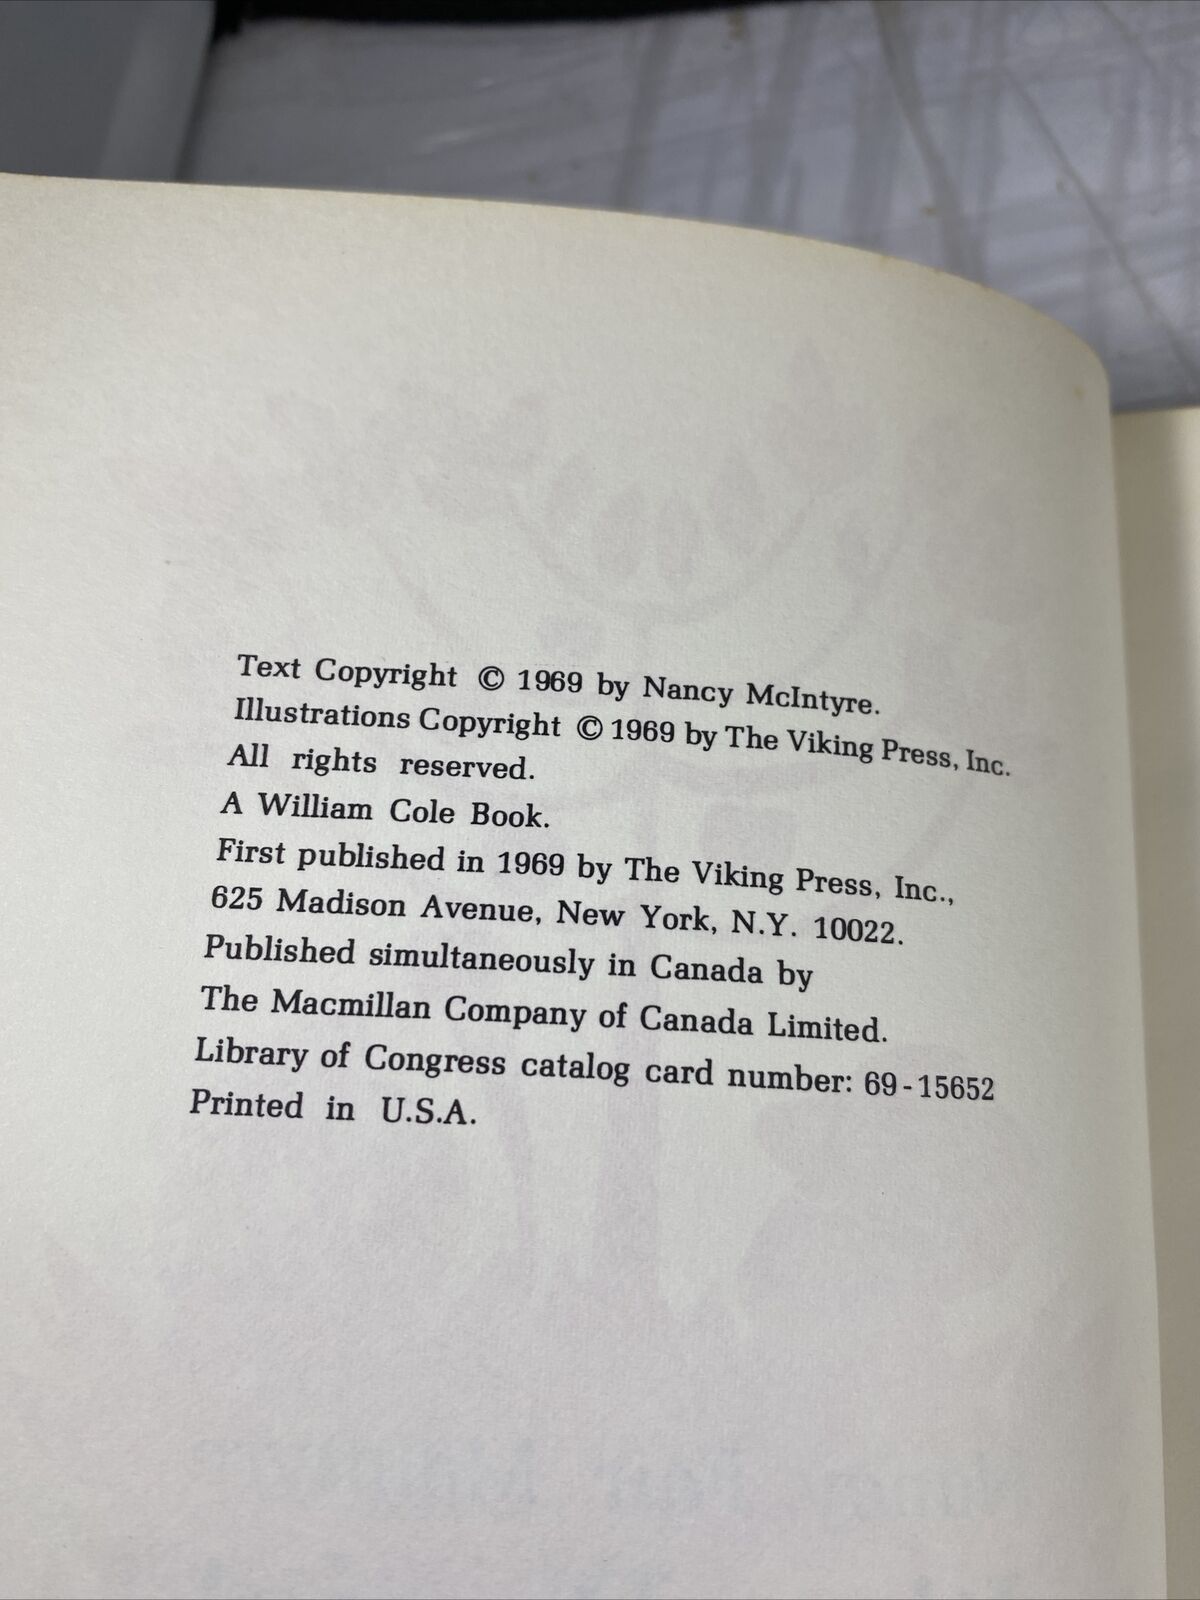 Text Copyright © 1969 by Nancy McIntyre.
Illustrations Copyright © 1969 by The Viking Press, Inc.
All rights reserved.
A William Cole Book.
First published in 1969 by The Viking Press, Inc.,
625 Madison Avenue, New York, N.Y. 10022.
Published simultaneously in Canada by
The Macmillan Company of Canada Limited.
Library of Congress catalog card number: 69-15652
Printed in U.S.A.